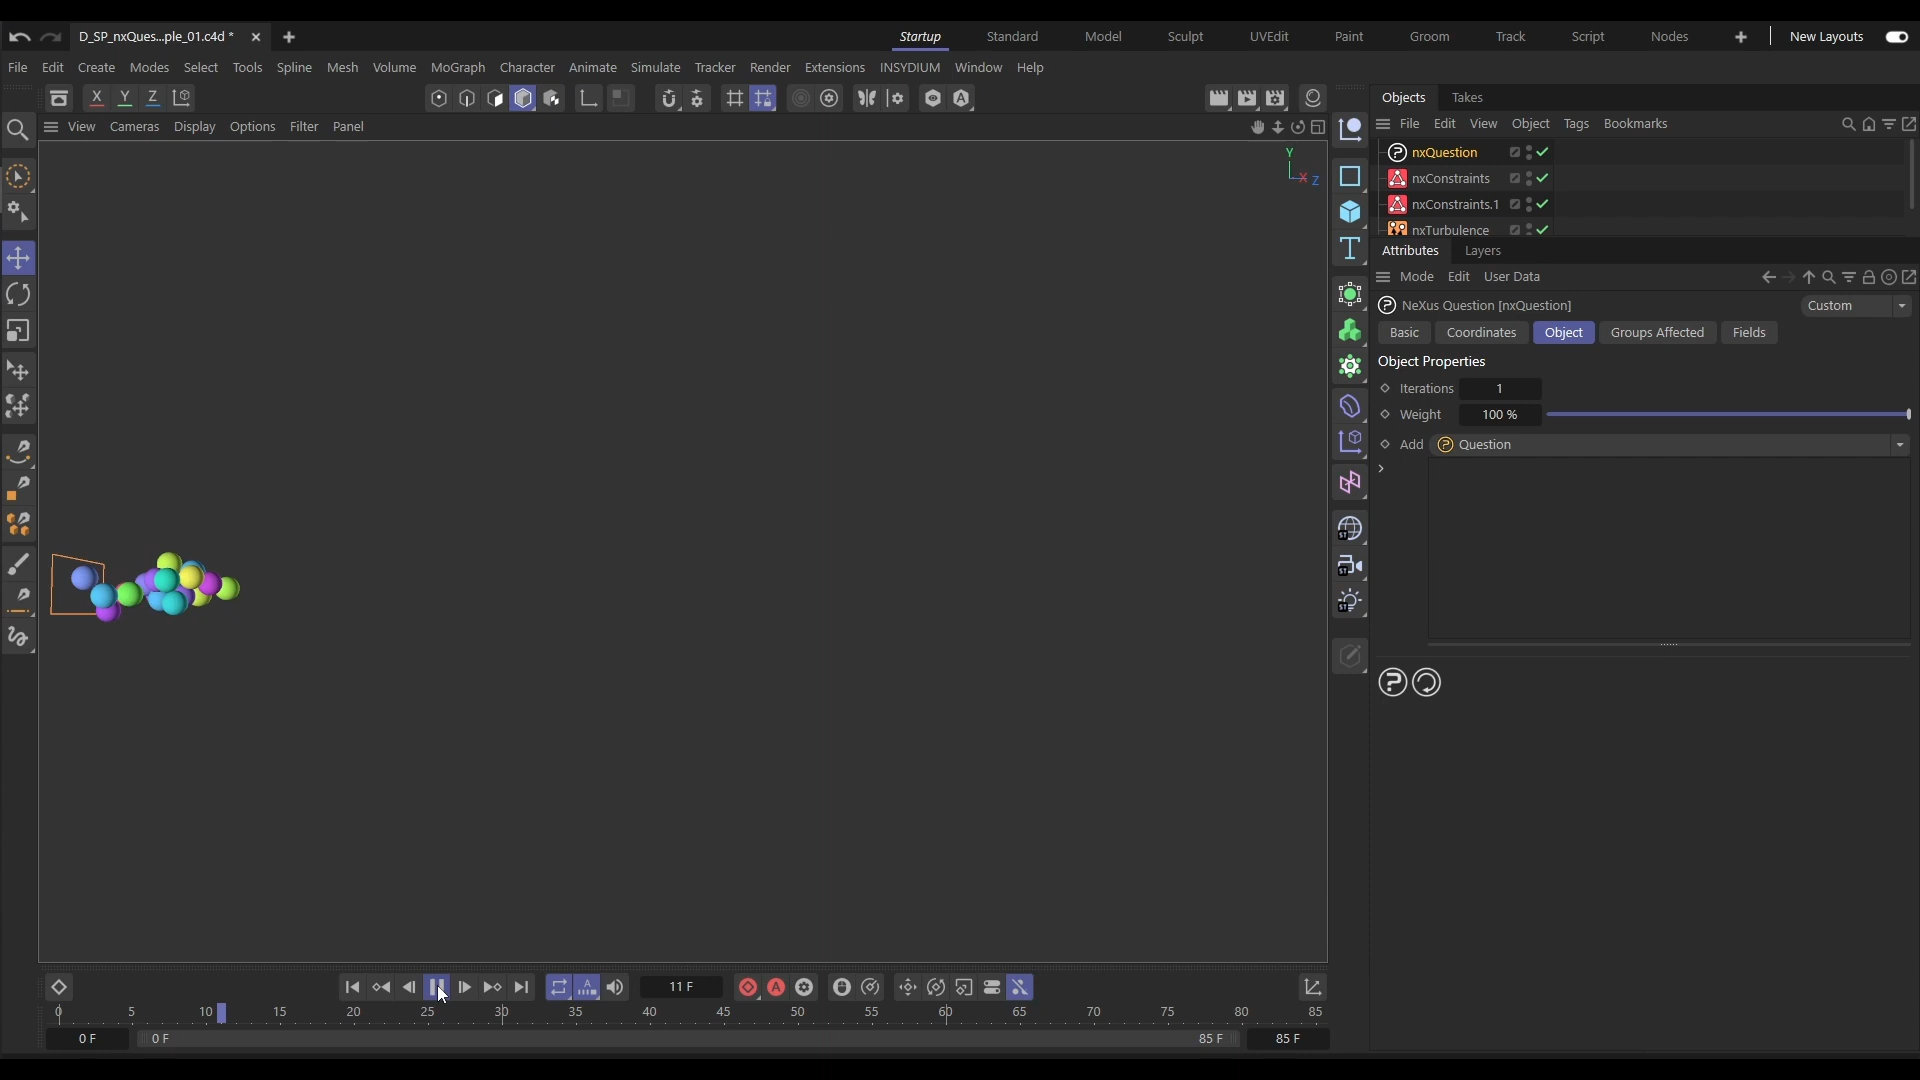 D_SP_nxQues...ple_01.c4d *
Startup Standard Model Sculpt UVEdit Paint Groom Track Script Nodes New Layouts
File Edit Create Modes Select Tools Spline Mesh Volume MoGraph Character Animate Simulate Tracker Render Extensions INSYDIUM Window Help
X Y Z
View Cameras Display Options Filter Panel
Y
X Z
Objects Takes
File Edit View Object Tags Bookmarks
nxQuestion
nxConstraints
nxConstraints.1
nxTurbulence
Attributes Layers
Mode Edit User Data
NeXus Question [nxQuestion] Custom
Basic Coordinates Object Groups Affected Fields
Object Properties
Iterations 1
Weight 100 %
Add Question
11 F
0 5 10 15 20 25 30 35 40 45 50 55 60 65 70 75 80 85
0 F 0 F 85 F 85 F